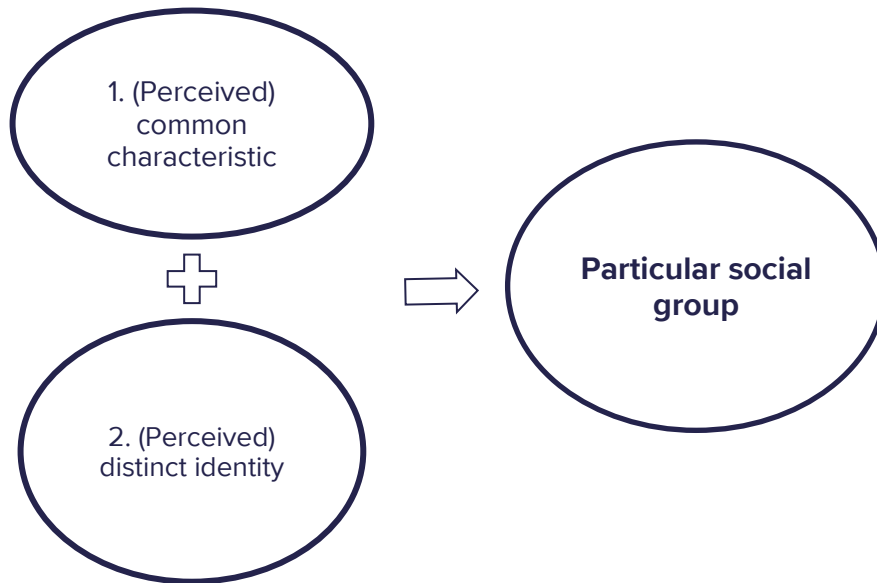 1. (Perceived)
common
characteristic
2. (Perceived)
distinct identity
Particular social
group